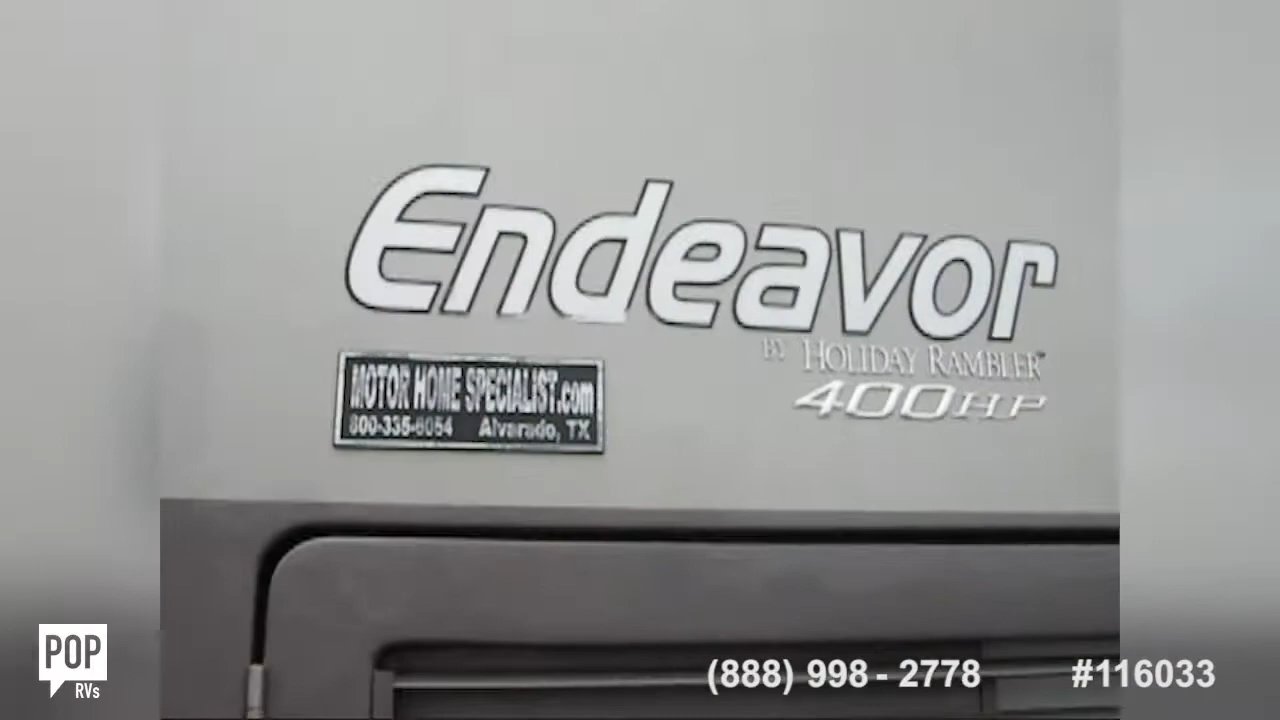 Endeavor
BY HOLIDAY RAMBLER™
400HP
MOTOR HOME SPECIALIST.com
800-335-6054 Alvarado, TX
POP
RVs
(888) 998 - 2778 #116033